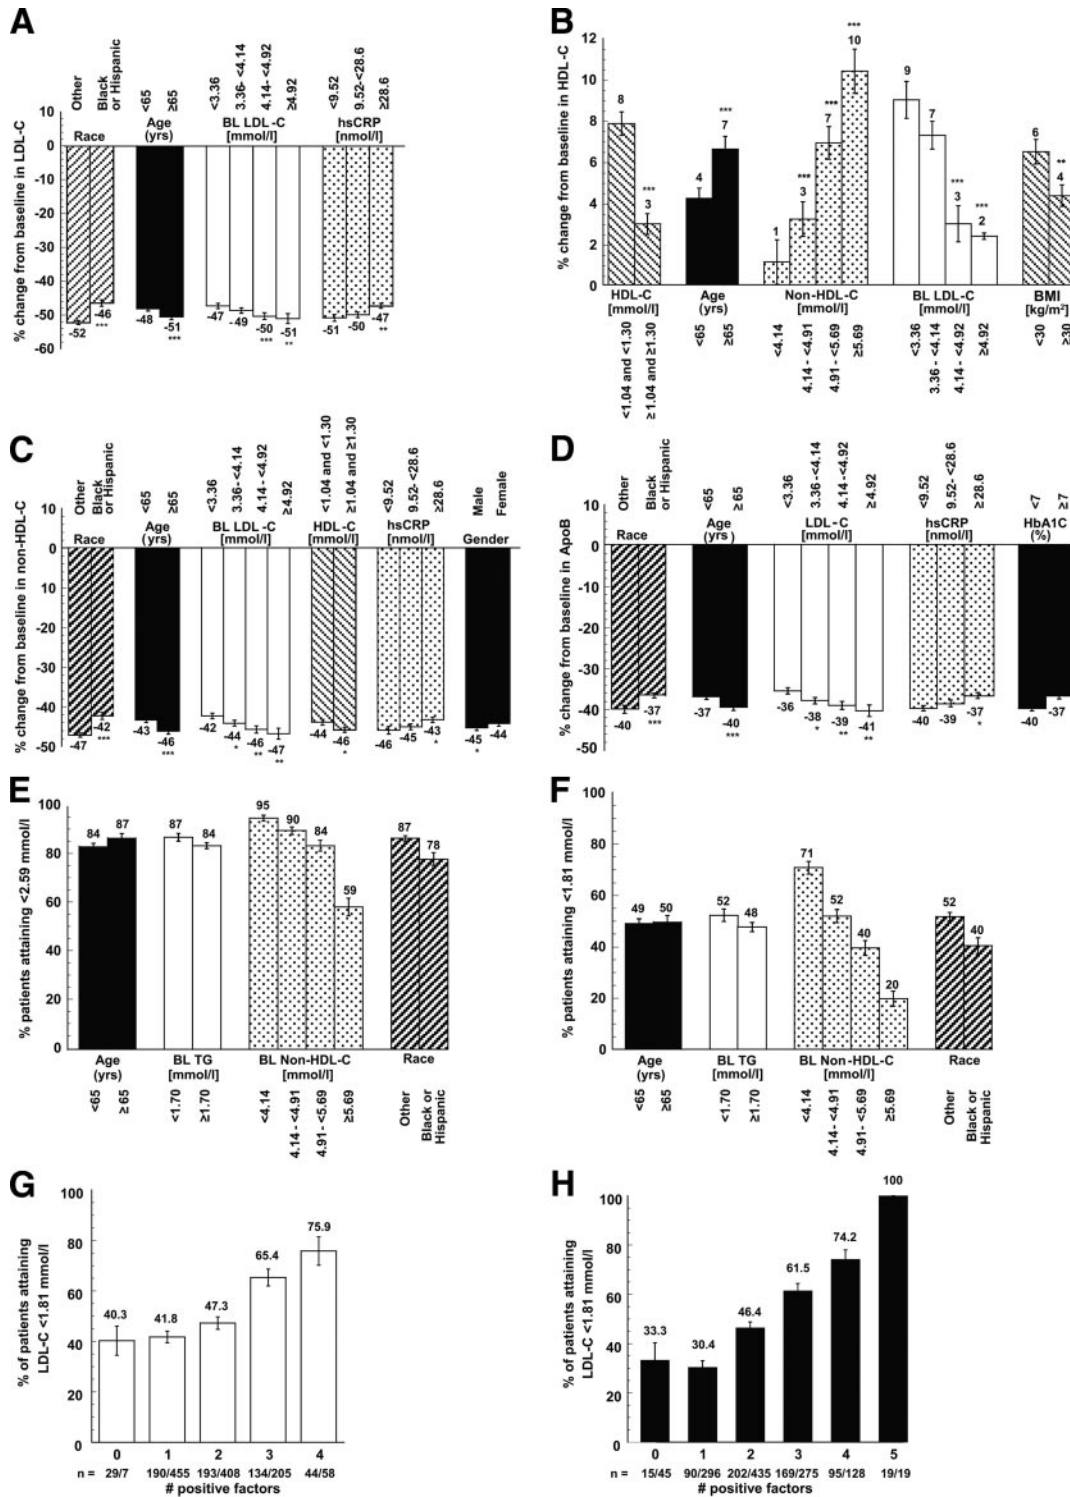 A
Other
Black
or Hispanic
<65
≥65
<3.36
3.36- <4.14
4.14- <4.92
≥4.92
<9.52
9.52-<28.6
≥28.6
% change from baseline in LDL-C
10
0
-10
-20
-30
-40
-50
-60
Race
Age
(yrs)
BL LDL-C
[mmol/l]
hsCRP
[nmol/l]
-52
-46
***
-48
-51
***
-47
-49
-50
***
-51
**
-51
-50
-47
**
B
% change from baseline in HDL-C
12
10
8
6
4
2
0
8
***
3
4
***
7
1
***
3
***
7
***
10
9
7
***
3
***
2
6
**
4
HDL-C
[mmol/l]
Age
(yrs)
Non-HDL-C
[mmol/l]
BL LDL-C
[mmol/l]
BMI
[kg/m²]
<1.04 and <1.30
≥ 1.04 and ≥1.30
<65
≥65
<4.14
4.14 - <4.91
4.91 - <5.69
≥5.69
<3.36
3.36 - <4.14
4.14 - <4.92
≥4.92
<30
≥30
C
Other
Black
or Hispanic
<65
≥65
<3.36
3.36- <4.14
4.14 - <4.92
≥4.92
<1.04 and <1.30
≥1.04 and ≥1.30
<9.52
9.52- <28.6
≥28.6
Male
Female
% change from baseline in non-HDL-C
10
0
-10
-20
-30
-40
-50
Race
Age
(yrs)
BL LDL-C
[mmol/l]
HDL-C
[mmol/l]
hsCRP
[nmol/l]
Gender
-47
-42
***
-43
-46
***
-42
-44
*
-46
**
-47
**
-44
-46
*
-46
-45
-43
*
-45
*
-44
D
Other
Black
or Hispanic
<65
≥ 65
<3.36
3.36 -<4.14
4.14 -<4.92
≥ 4.92
<9.52
9.52- <28.6
≥ 28.6
<7
≥ 7
% change from baseline in ApoB
10
0
-10
-20
-30
-40
-50
Race
Age
(yrs)
LDL-C
[mmol/l]
hsCRP
[nmol/l]
HbA1C
(%)
-40
-37
***
-37
-40
***
-36
-38
*
-39
**
-41
**
-40
-39
-37
*
-40
-37
E
% patients attaining <2.59 mmol/l
100
80
60
40
20
0
84
87
87
84
95
90
84
59
87
78
Age
(yrs)
BL TG
[mmol/l]
BL Non-HDL-C
[mmol/l]
Race
<65
≥ 65
<1.70
≥1.70
<4.14
4.14 - <4.91
4.91 - <5.69
≥5.69
Other
Black or
Hispanic
F
% patients attaining <1.81 mmol/l
100
80
60
40
20
0
49
50
52
48
71
52
40
20
52
40
Age
(yrs)
BL TG
[mmol/l]
BL Non-HDL-C
[mmol/l]
Race
<65
≥65
<1.70
≥1.70
<4.14
4.14 - <4.91
4.91- <5.69
≥5.69
Other
Black or
Hispanic
G
% of patients attaining
LDL-C <1.81 mmol/l
100
80
60
40
20
0
40.3
41.8
47.3
65.4
75.9
0
1
2
3
4
n = 29/7 190/455 193/408 134/205 44/58
# positive factors
H
% of patients attaining
LDL-C <1.81 mmol/l
100
80
60
40
20
0
33.3
30.4
46.4
61.5
74.2
100
0
1
2
3
4
5
n = 15/45 90/296 202/435 169/275 95/128 19/19
# positive factors